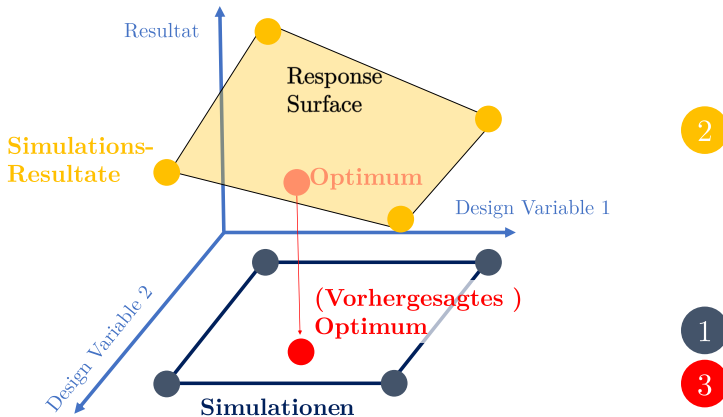 Resultat
Response
Surface
2
Simulations-
Resultate
Optimum
Design Variable 1
(Vorhergesagtes )
Optimum
1
Design Variable 2
3
Simulationen